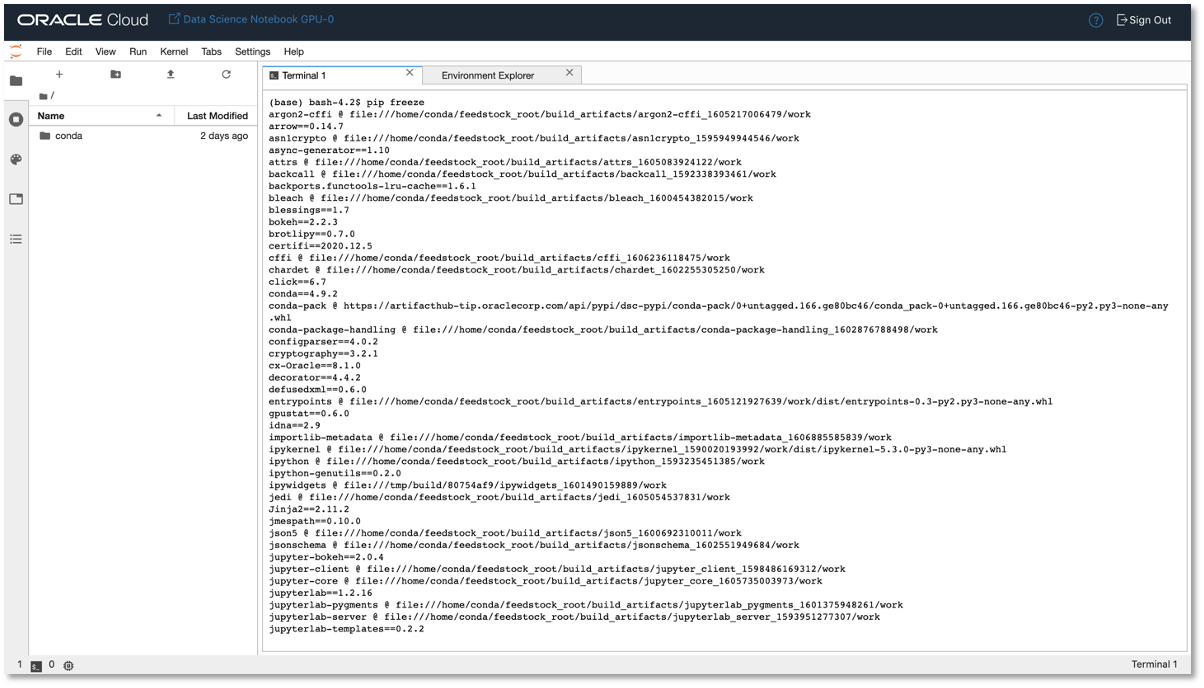 ORACLE Cloud
Data Science Notebook GPU-0
? Sign Out
File Edit View Run Kernel Tabs Settings Help
Terminal 1
Environment Explorer
/
Name Last Modified
conda 2 days ago
(base) bash-4.2$ pip freeze
argon2-cffi @ file:///home/conda/feedstock_root/build_artifacts/argon2-cffi_1605217006479/work
arrow==0.14.7
asn1crypto @ file:///home/conda/feedstock_root/build_artifacts/asn1crypto_1595949944546/work
async-generator==1.10
attrs @ file:///home/conda/feedstock_root/build_artifacts/attrs_1605083924122/work
backcall @ file:///home/conda/feedstock_root/build_artifacts/backcall_1592338393461/work
backports.functools-lru-cache==1.6.1
bleach @ file:///home/conda/feedstock_root/build_artifacts/bleach_1600454382015/work
blessings==1.7
bokeh==2.2.3
brotlipy==0.7.0
certifi==2020.12.5
cffi @ file:///home/conda/feedstock_root/build_artifacts/cffi_1606236118475/work
chardet @ file:///home/conda/feedstock_root/build_artifacts/chardet_1602255305250/work
click==6.7
conda==4.9.2
conda-pack @ https://artifacthub-tip.oraclecorp.com/api/pypi/dsc-pypi/conda-pack/0+untagged.166.ge80bc46/conda_pack-0+untagged.166.ge80bc46-py2.py3-none-any
.whl
conda-package-handling @ file:///home/conda/feedstock_root/build_artifacts/conda-package-handling_1602876788498/work
configparser==4.0.2
cryptography==3.2.1
cx-Oracle==8.1.0
decorator==4.4.2
defusedxml==0.6.0
entrypoints @ file:///home/conda/feedstock_root/build_artifacts/entrypoints_1605121927639/work/dist/entrypoints-0.3-py2.py3-none-any.whl
gpustat==0.6.0
idna==2.9
importlib-metadata @ file:///home/conda/feedstock_root/build_artifacts/importlib-metadata_1606885585839/work
ipykernel @ file:///home/conda/feedstock_root/build_artifacts/ipykernel_1590020193992/work/dist/ipykernel-5.3.0-py3-none-any.whl
ipython @ file:///home/conda/feedstock_root/build_artifacts/ipython_1593235451385/work
ipython-genutils==0.2.0
ipywidgets @ file:///tmp/build/80754af9/ipywidgets_1601490159889/work
jedi @ file:///home/conda/feedstock_root/build_artifacts/jedi_1605054537831/work
Jinja2==2.11.2
jmespath==0.10.0
json5 @ file:///home/conda/feedstock_root/build_artifacts/json5_1600692310011/work
jsonschema @ file:///home/conda/feedstock_root/build_artifacts/jsonschema_1602551949684/work
jupyter-bokeh==2.0.4
jupyter-client @ file:///home/conda/feedstock_root/build_artifacts/jupyter_client_1598486169312/work
jupyter-core @ file:///home/conda/feedstock_root/build_artifacts/jupyter_core_1605735003973/work
jupyterlab==1.2.16
jupyterlab-pygments @ file:///home/conda/feedstock_root/build_artifacts/jupyterlab_pygments_1601375948261/work
jupyterlab-server @ file:///home/conda/feedstock_root/build_artifacts/jupyterlab_server_1593951277307/work
jupyterlab-templates==0.2.2
1 0
Terminal 1